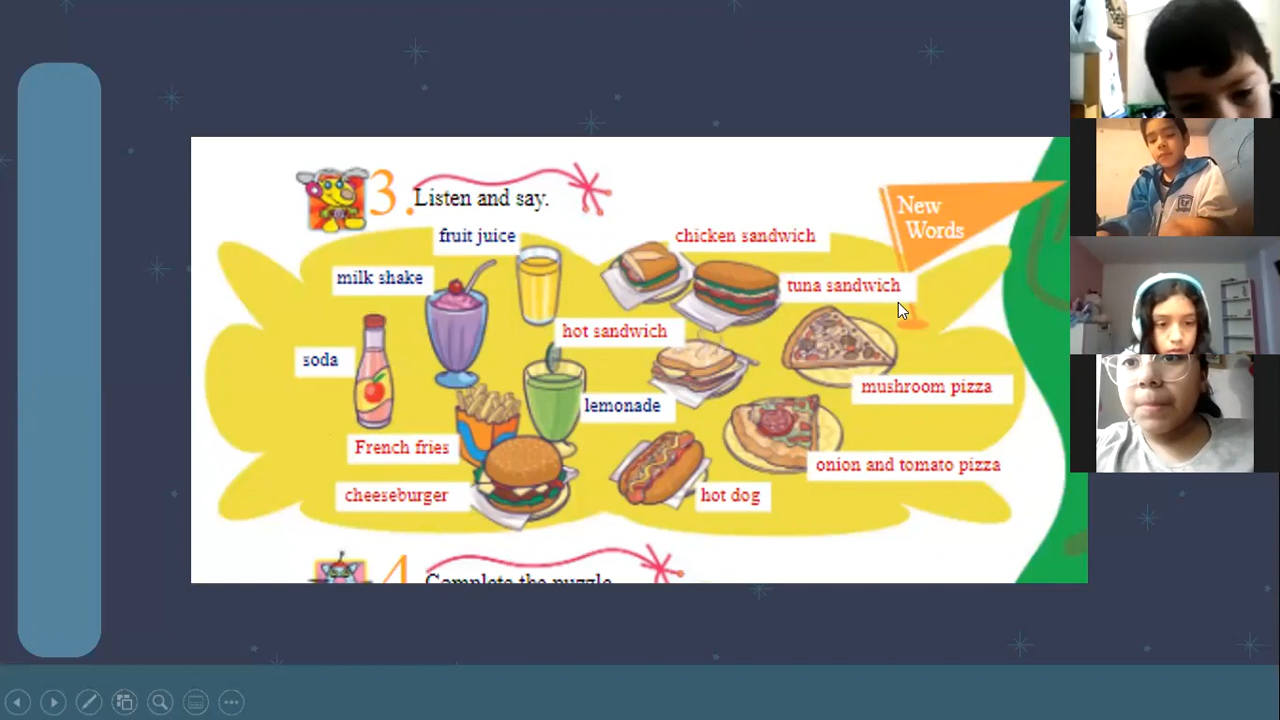 3. Listen and say.
New
Words
fruit juice
chicken sandwich
milk shake
tuna sandwich
hot sandwich
soda
mushroom pizza
lemonade
French fries
onion and tomato pizza
cheeseburger
hot dog
4 Complete the puzzle